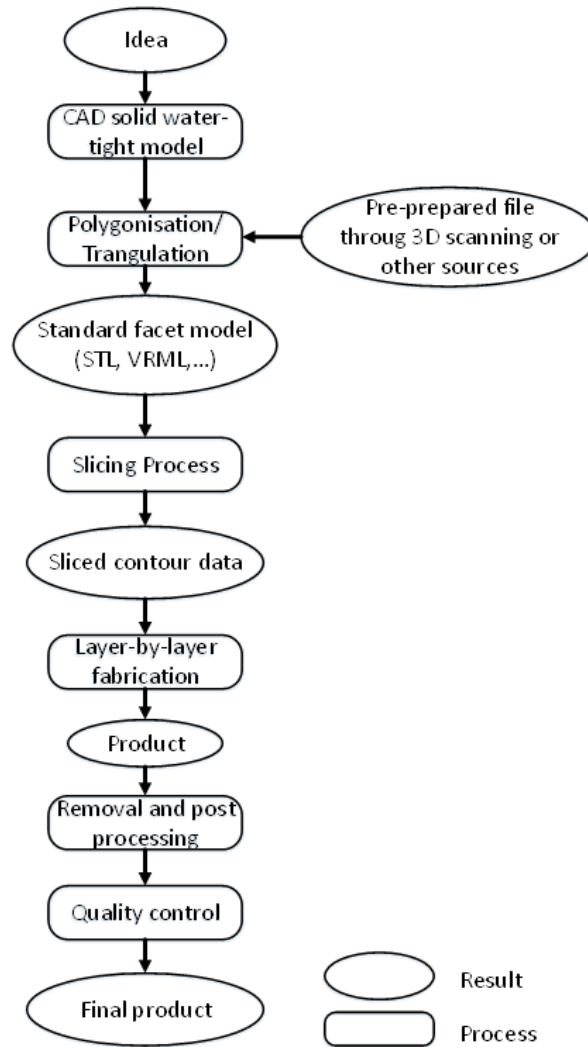 Idea
CAD solid water-
tight model
Polygonisation/
Trangulation
Pre-prepared file
throug 3D scanning or
other sources
Standard facet model
(STL, VRML,...)
Slicing Process
Sliced contour data
Layer-by-layer
fabrication
Product
Removal and post
processing
Quality control
Final product
Result
Process